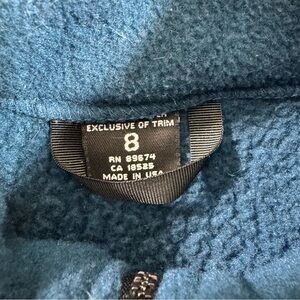 EXCLUSIVE OF TRIM
8
RN 89674
CA 18525
MADE IN USA